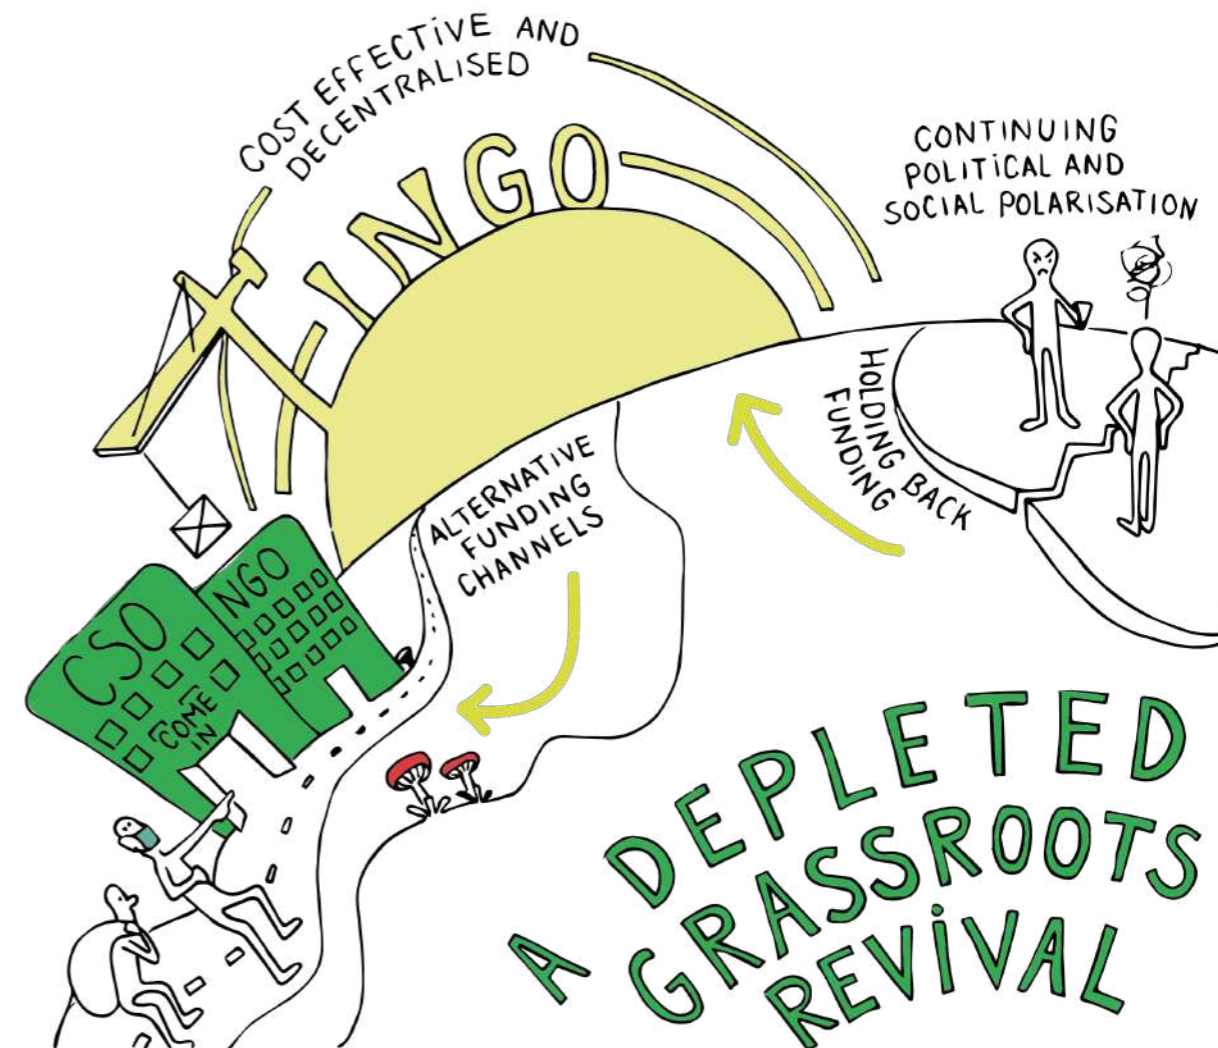 COST EFFECTIVE AND
DECENTRALISED
INGO
CONTINUING
POLITICAL AND
SOCIAL POLARISATION
HOLDING BACK
FUNDING
ALTERNATIVE
FUNDING
CHANNELS
CSO
NGO
COME
IN
A DEPLETED
GRASSROOTS
REVIVAL